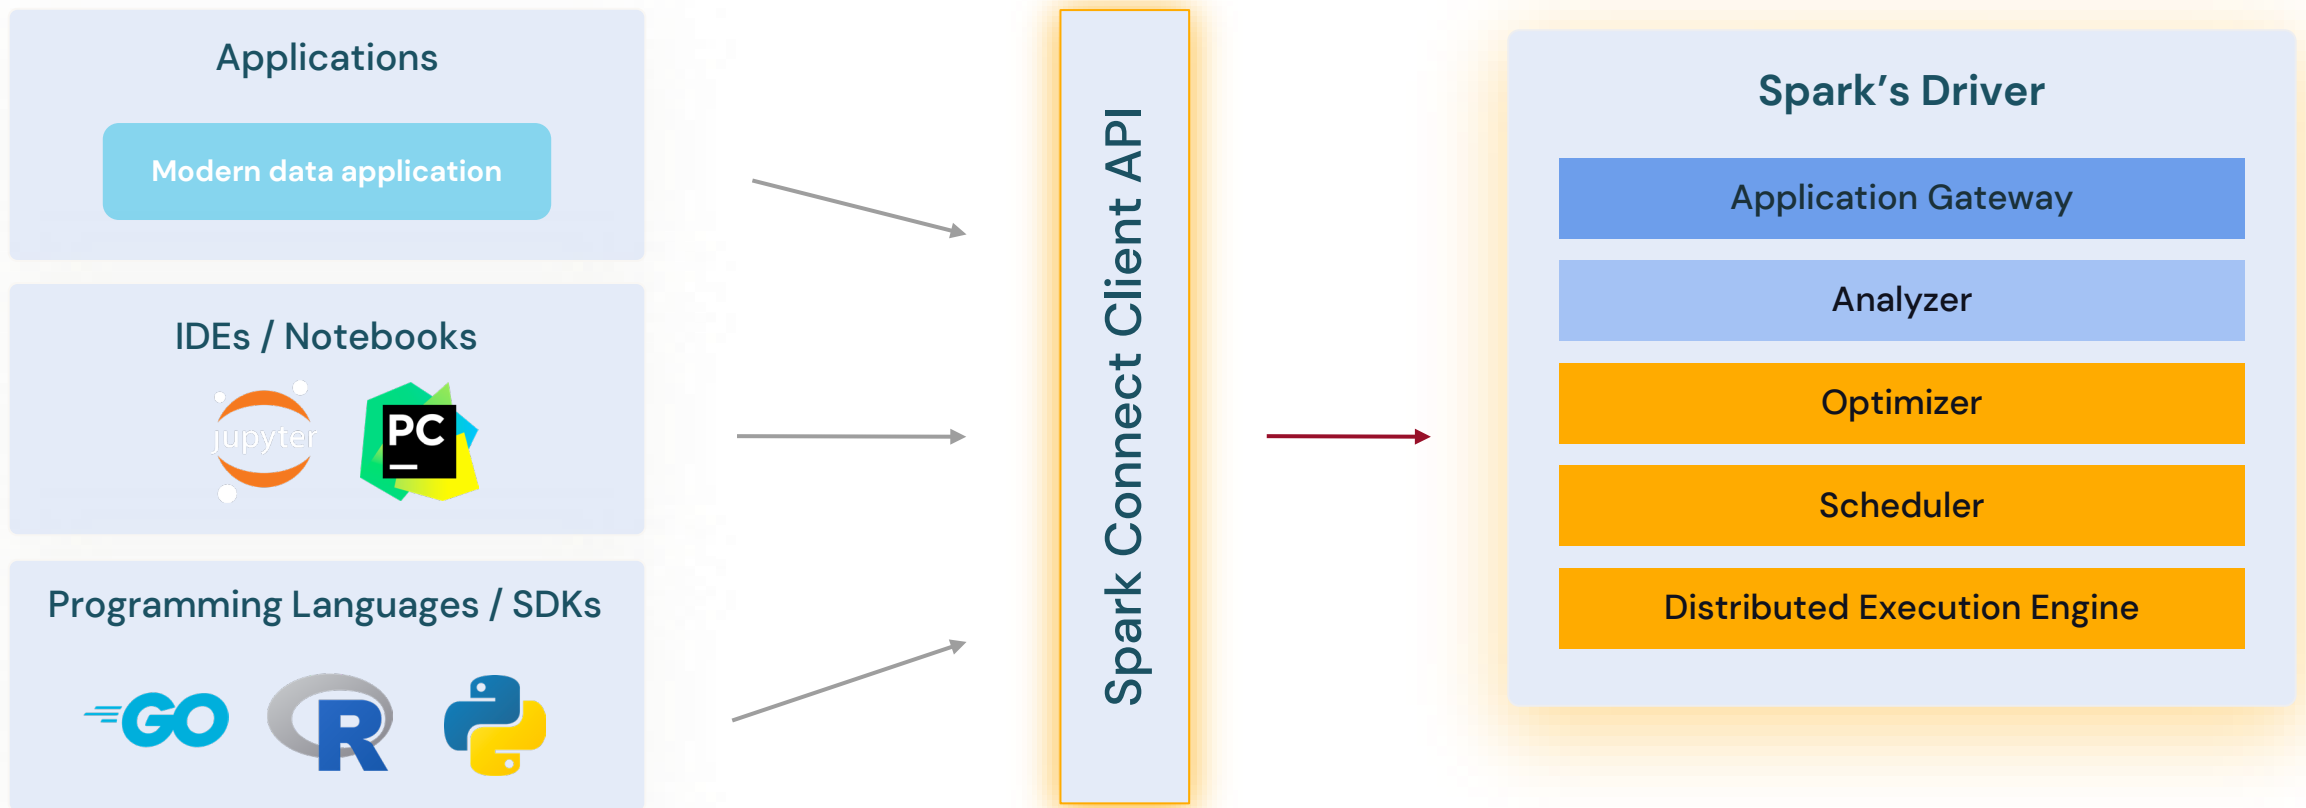 Applications
Modern data application
IDEs / Notebooks
jupyter
PC
Programming Languages / SDKs
GO
R
Spark Connect Client API
Spark’s Driver
Application Gateway
Analyzer
Optimizer
Scheduler
Distributed Execution Engine